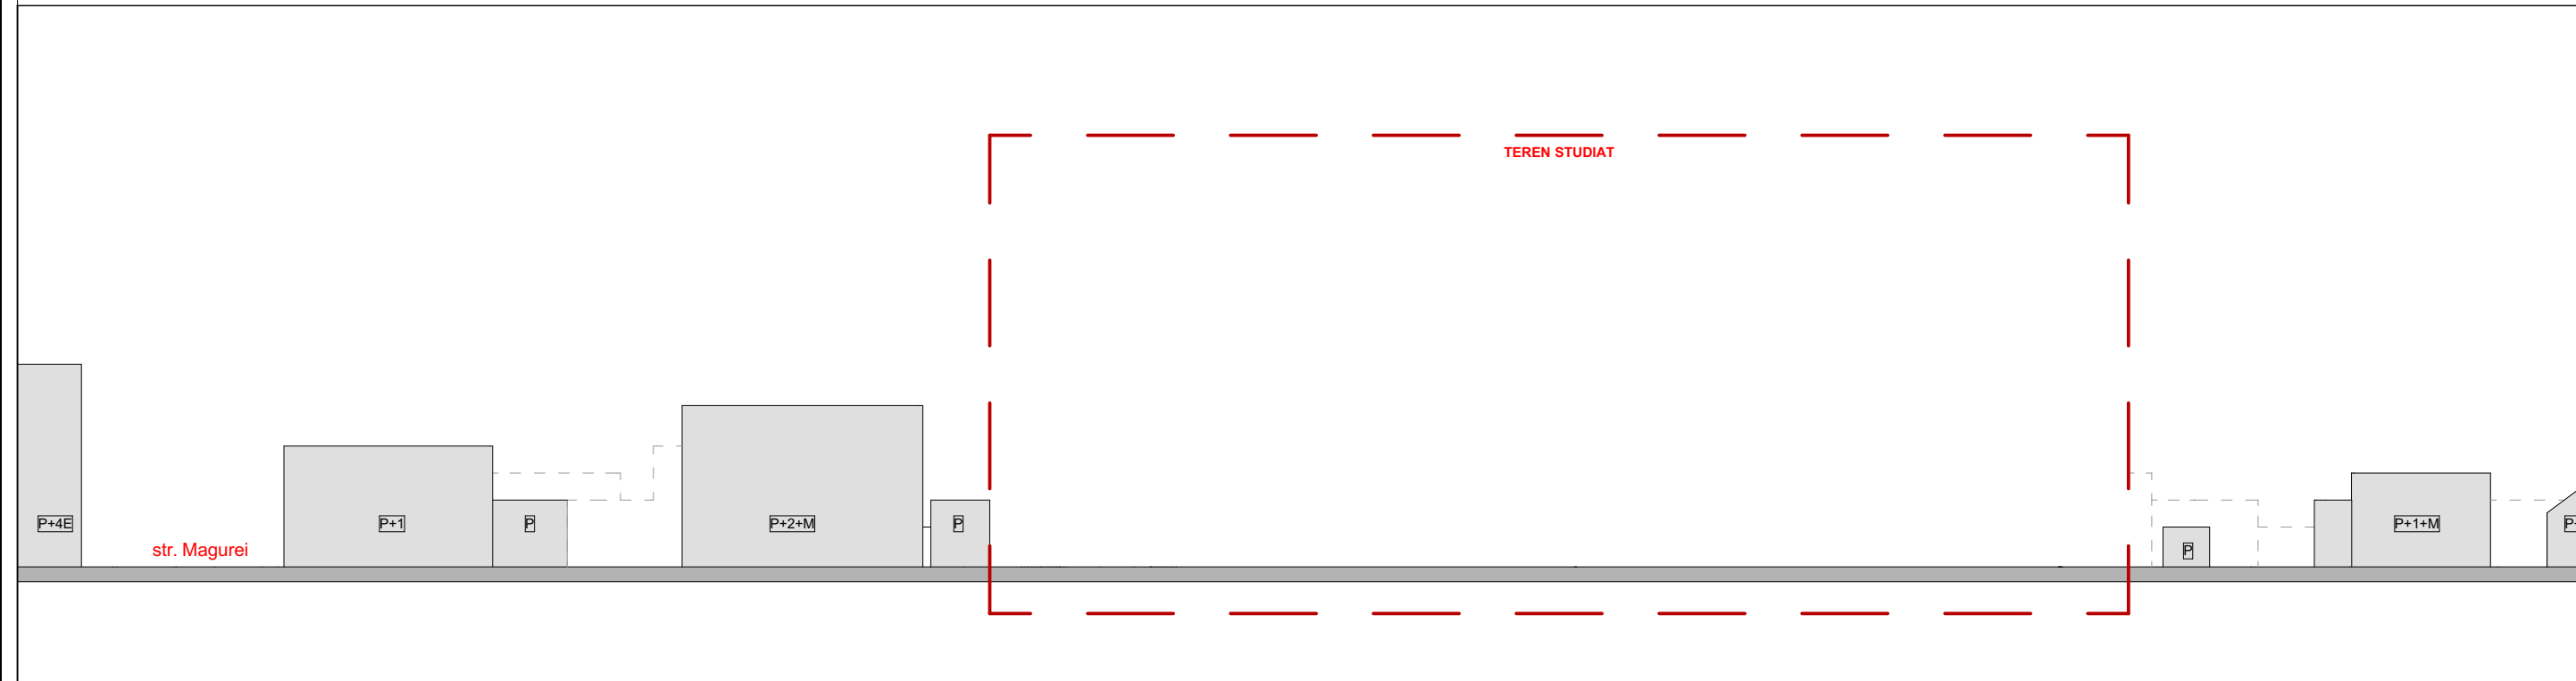 TEREN STUDIAT
P+4E
str. Magurei
P+1
P
P+2+M
P
P
P+1+M